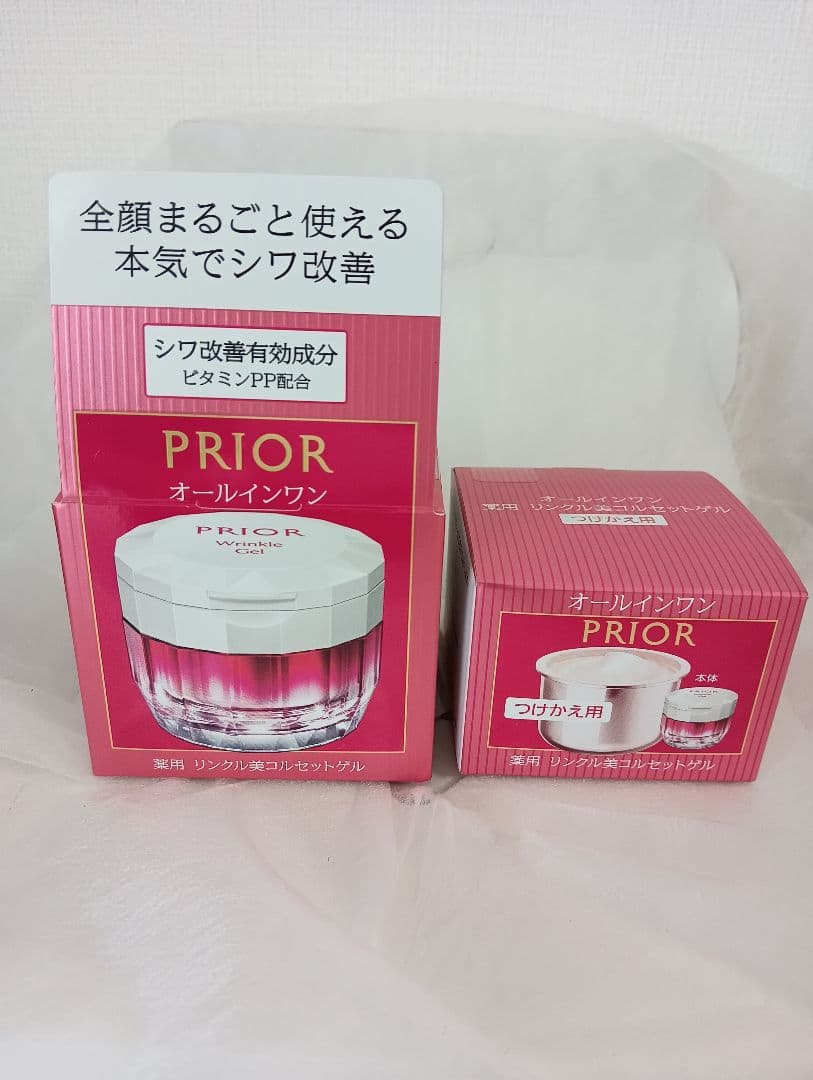 全顔まるごと使える
本気でシワ改善
シワ改善有効成分
ビタミンPP配合
PRIOR
オールインワン
PRIOR
Wrinkle
Gel
薬用 リンクル美コルセットゲル
オールインワン
薬用 リンクル美コルセットゲル
つけかえ用
オールインワン
PRIOR
本体
PRIOR
つけかえ用
薬用 リンクル美コルセットゲル